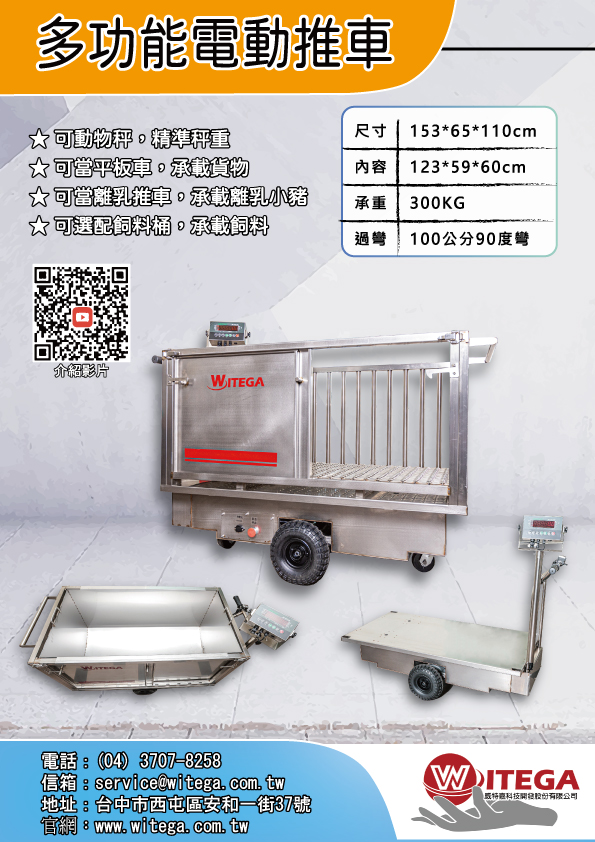 多功能電動推車
★ 可動物秤，精準秤重
★ 可當平板車，承載貨物
★ 可當離乳推車，承載離乳小豬
★ 可選配飼料桶，承載飼料
尺寸 153*65*110cm
內容 123*59*60cm
承重 300KG
過彎 100公分90度彎
介紹影片
WITEGA
WITEGA
電話：(04) 3707-8258
信箱：service@witega.com.tw
地址：台中市西屯區安和一街37號
官網：www.witega.com.tw
WITEGA
威特嘉科技開發股份有限公司